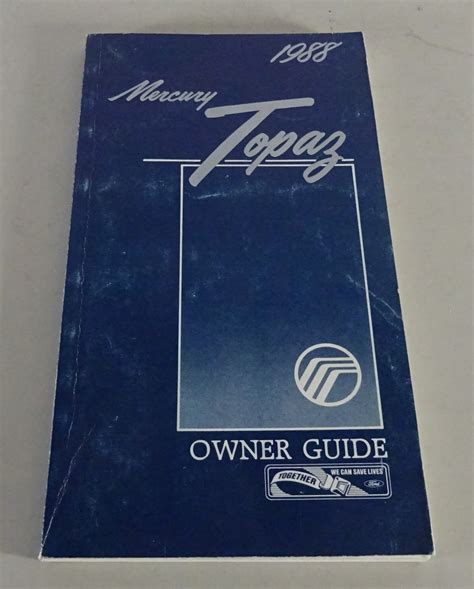 1988
Mercury
Topaz
OWNER GUIDE
TOGETHER WE CAN SAVE LIVES
Ford